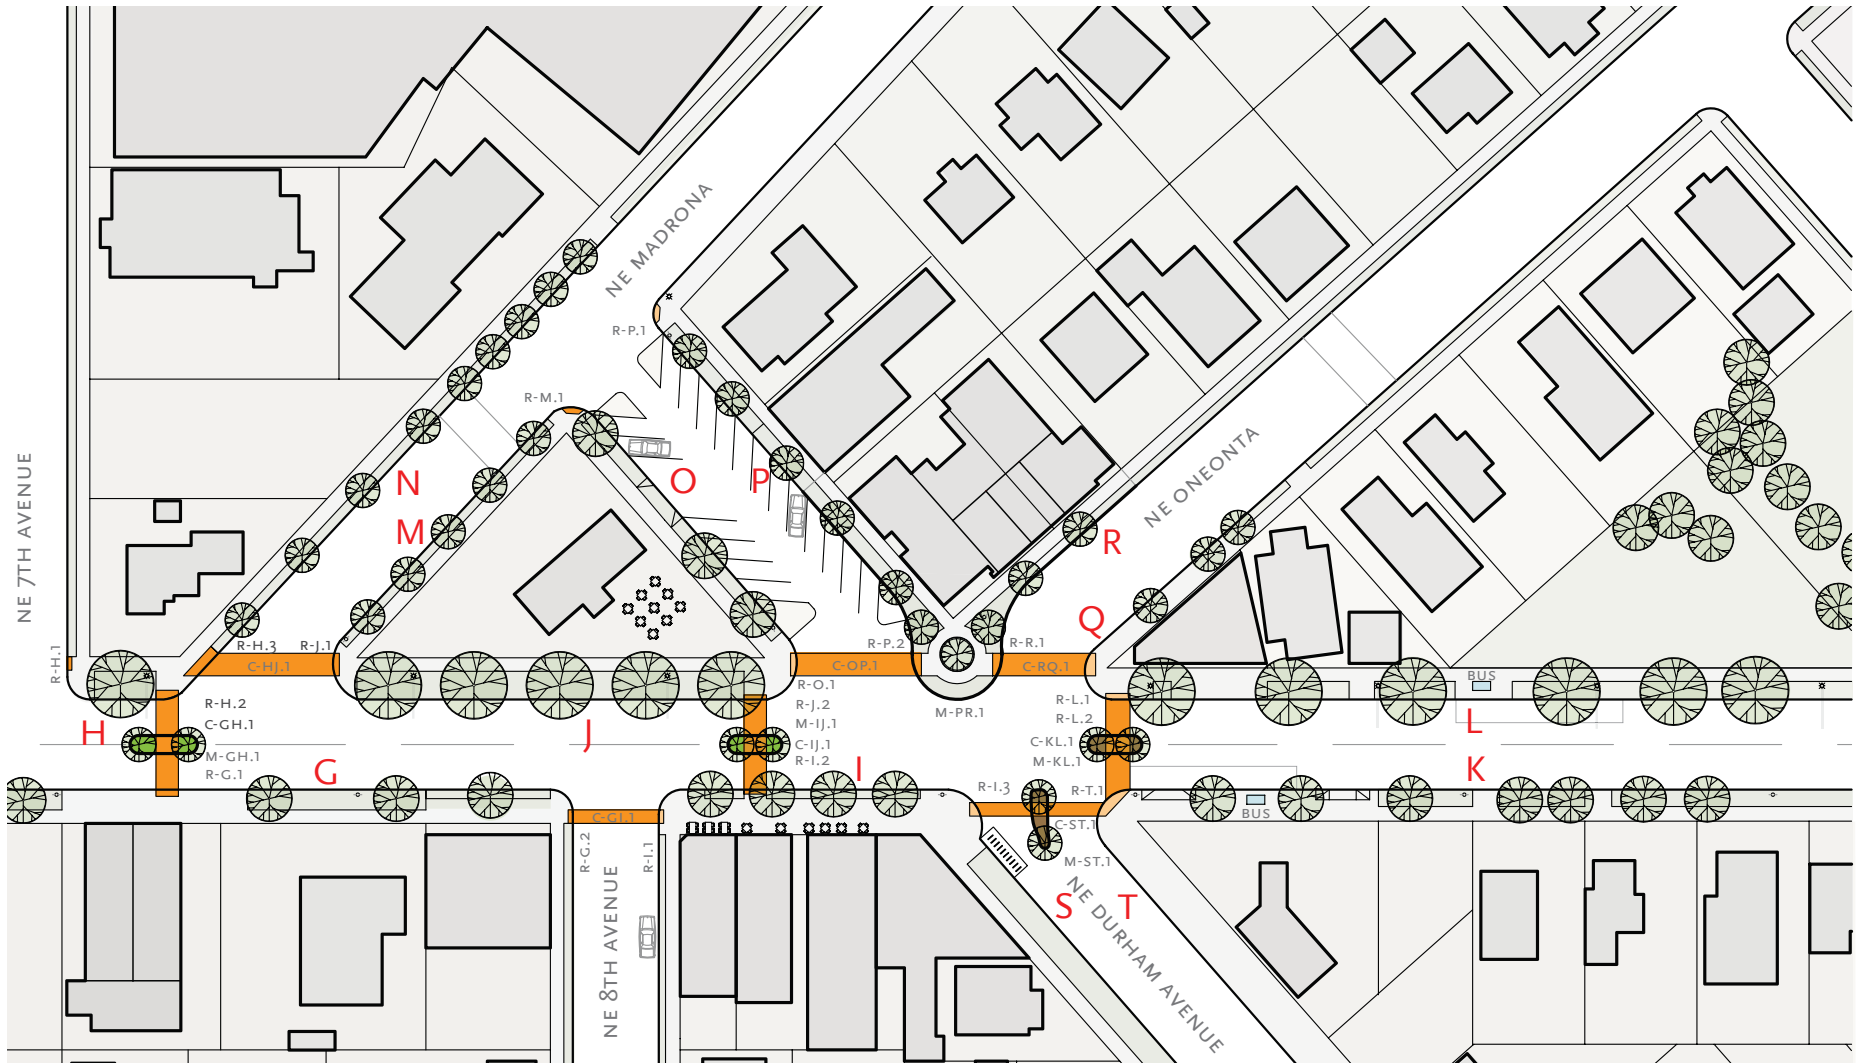 NE MADRONA
R-P.1
R-M.1
NE 7TH AVENUE
NE ONEONTA
N
O
P
M
R
Q
R-H.1
R-H.3
R-J.1
C-HJ.1
R-P.2
C-OP.1
R-R.1
C-RQ.1
R-O.1
M-PR.1
BUS
R-H.2
C-GH.1
M-GH.1
R-G.1
R-J.2
M-IJ.1
C-IJ.1
R-I.2
R-L.1
R-L.2
C-KL.1
M-KL.1
H
J
L
G
I
K
R-I.3
R-T.1
C-GI.1
C-ST.1
BUS
R-G.2
R-I.1
M-ST.1
S
T
NE 8TH AVENUE
NE DURHAM AVENUE